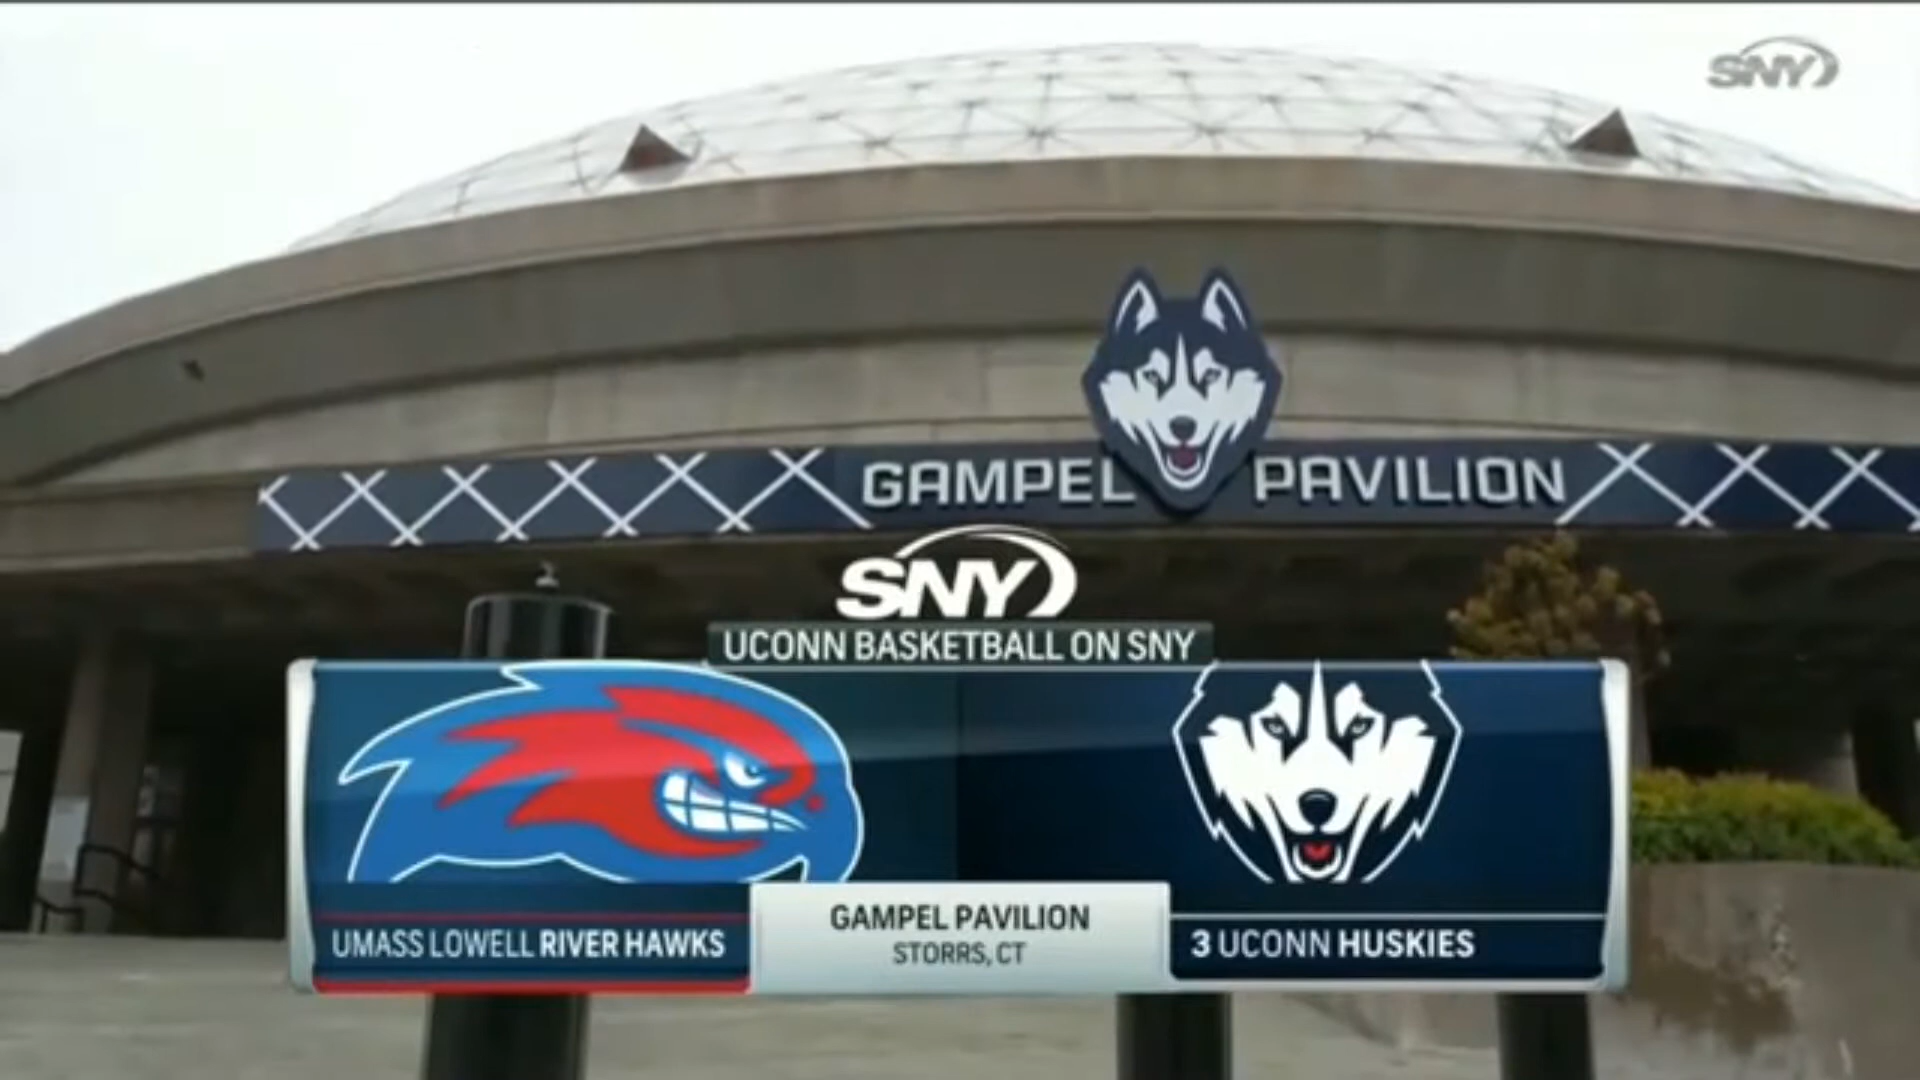 SNY
GAMPEL PAVILION
SNY
UCONN BASKETBALL ON SNY
UMASS LOWELL RIVER HAWKS
GAMPEL PAVILION
STORRS, CT
3 UCONN HUSKIES